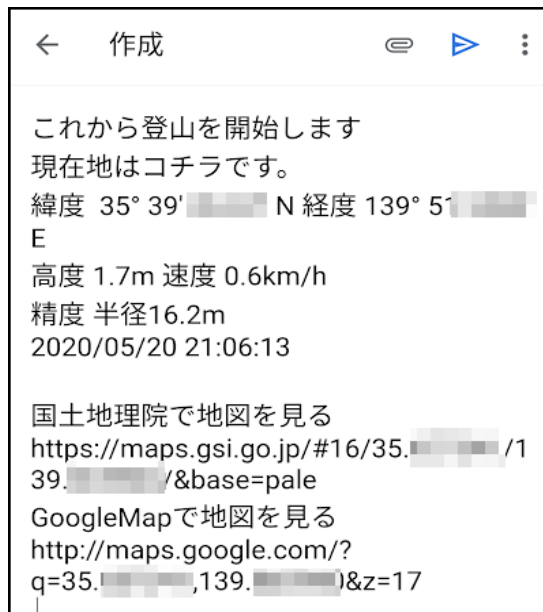 作成
これから登山を開始します
現在地はコチラです。
緯度 35° 39' N 経度 139° 51
E
高度 1.7m 速度 0.6km/h
精度 半径16.2m
2020/05/20 21:06:13
国土地理院で地図を見る
https://maps.gsi.go.jp/#16/35. /1
39. /&base=pale
GoogleMapで地図を見る
http://maps.google.com/?
q=35. ,139. &z=17